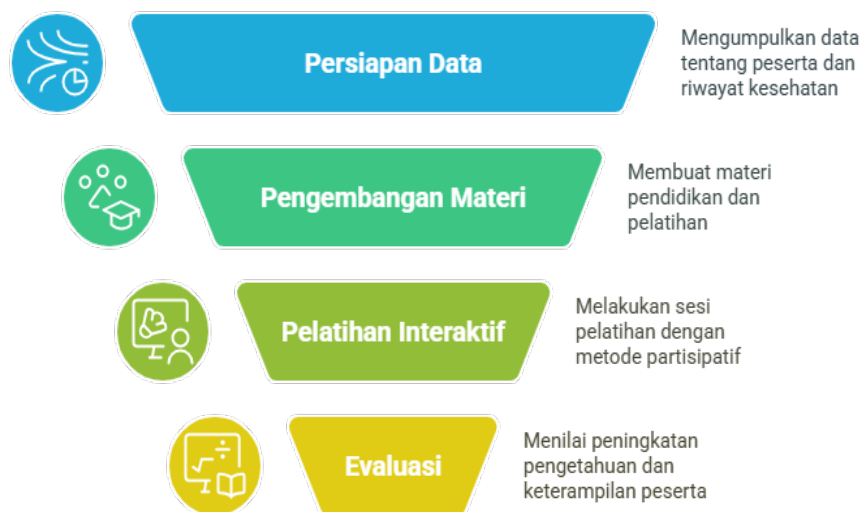 Persiapan Data
Mengumpulkan data
tentang peserta dan
riwayat kesehatan
Pengembangan Materi
Membuat materi
pendidikan dan
pelatihan
Pelatihan Interaktif
Melakukan sesi
pelatihan dengan
metode partisipatif
Evaluasi
Menilai peningkatan
pengetahuan dan
keterampilan peserta